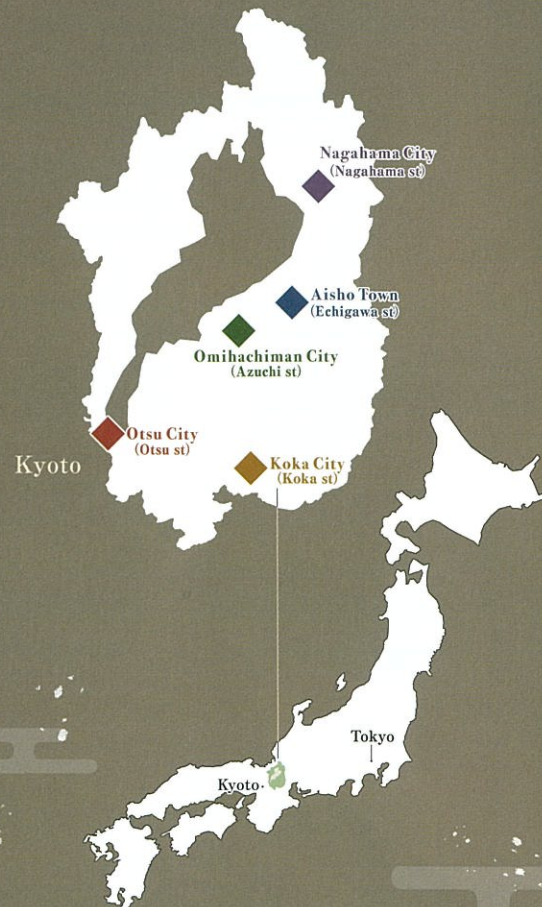 Nagahama City
(Nagahama st)
Aisho Town
(Echigawa st)
Omihachiman City
(Azuchi st)
Otsu City
(Otsu st)
Kyoto
Koka City
(Koka st)
Tokyo
Kyoto